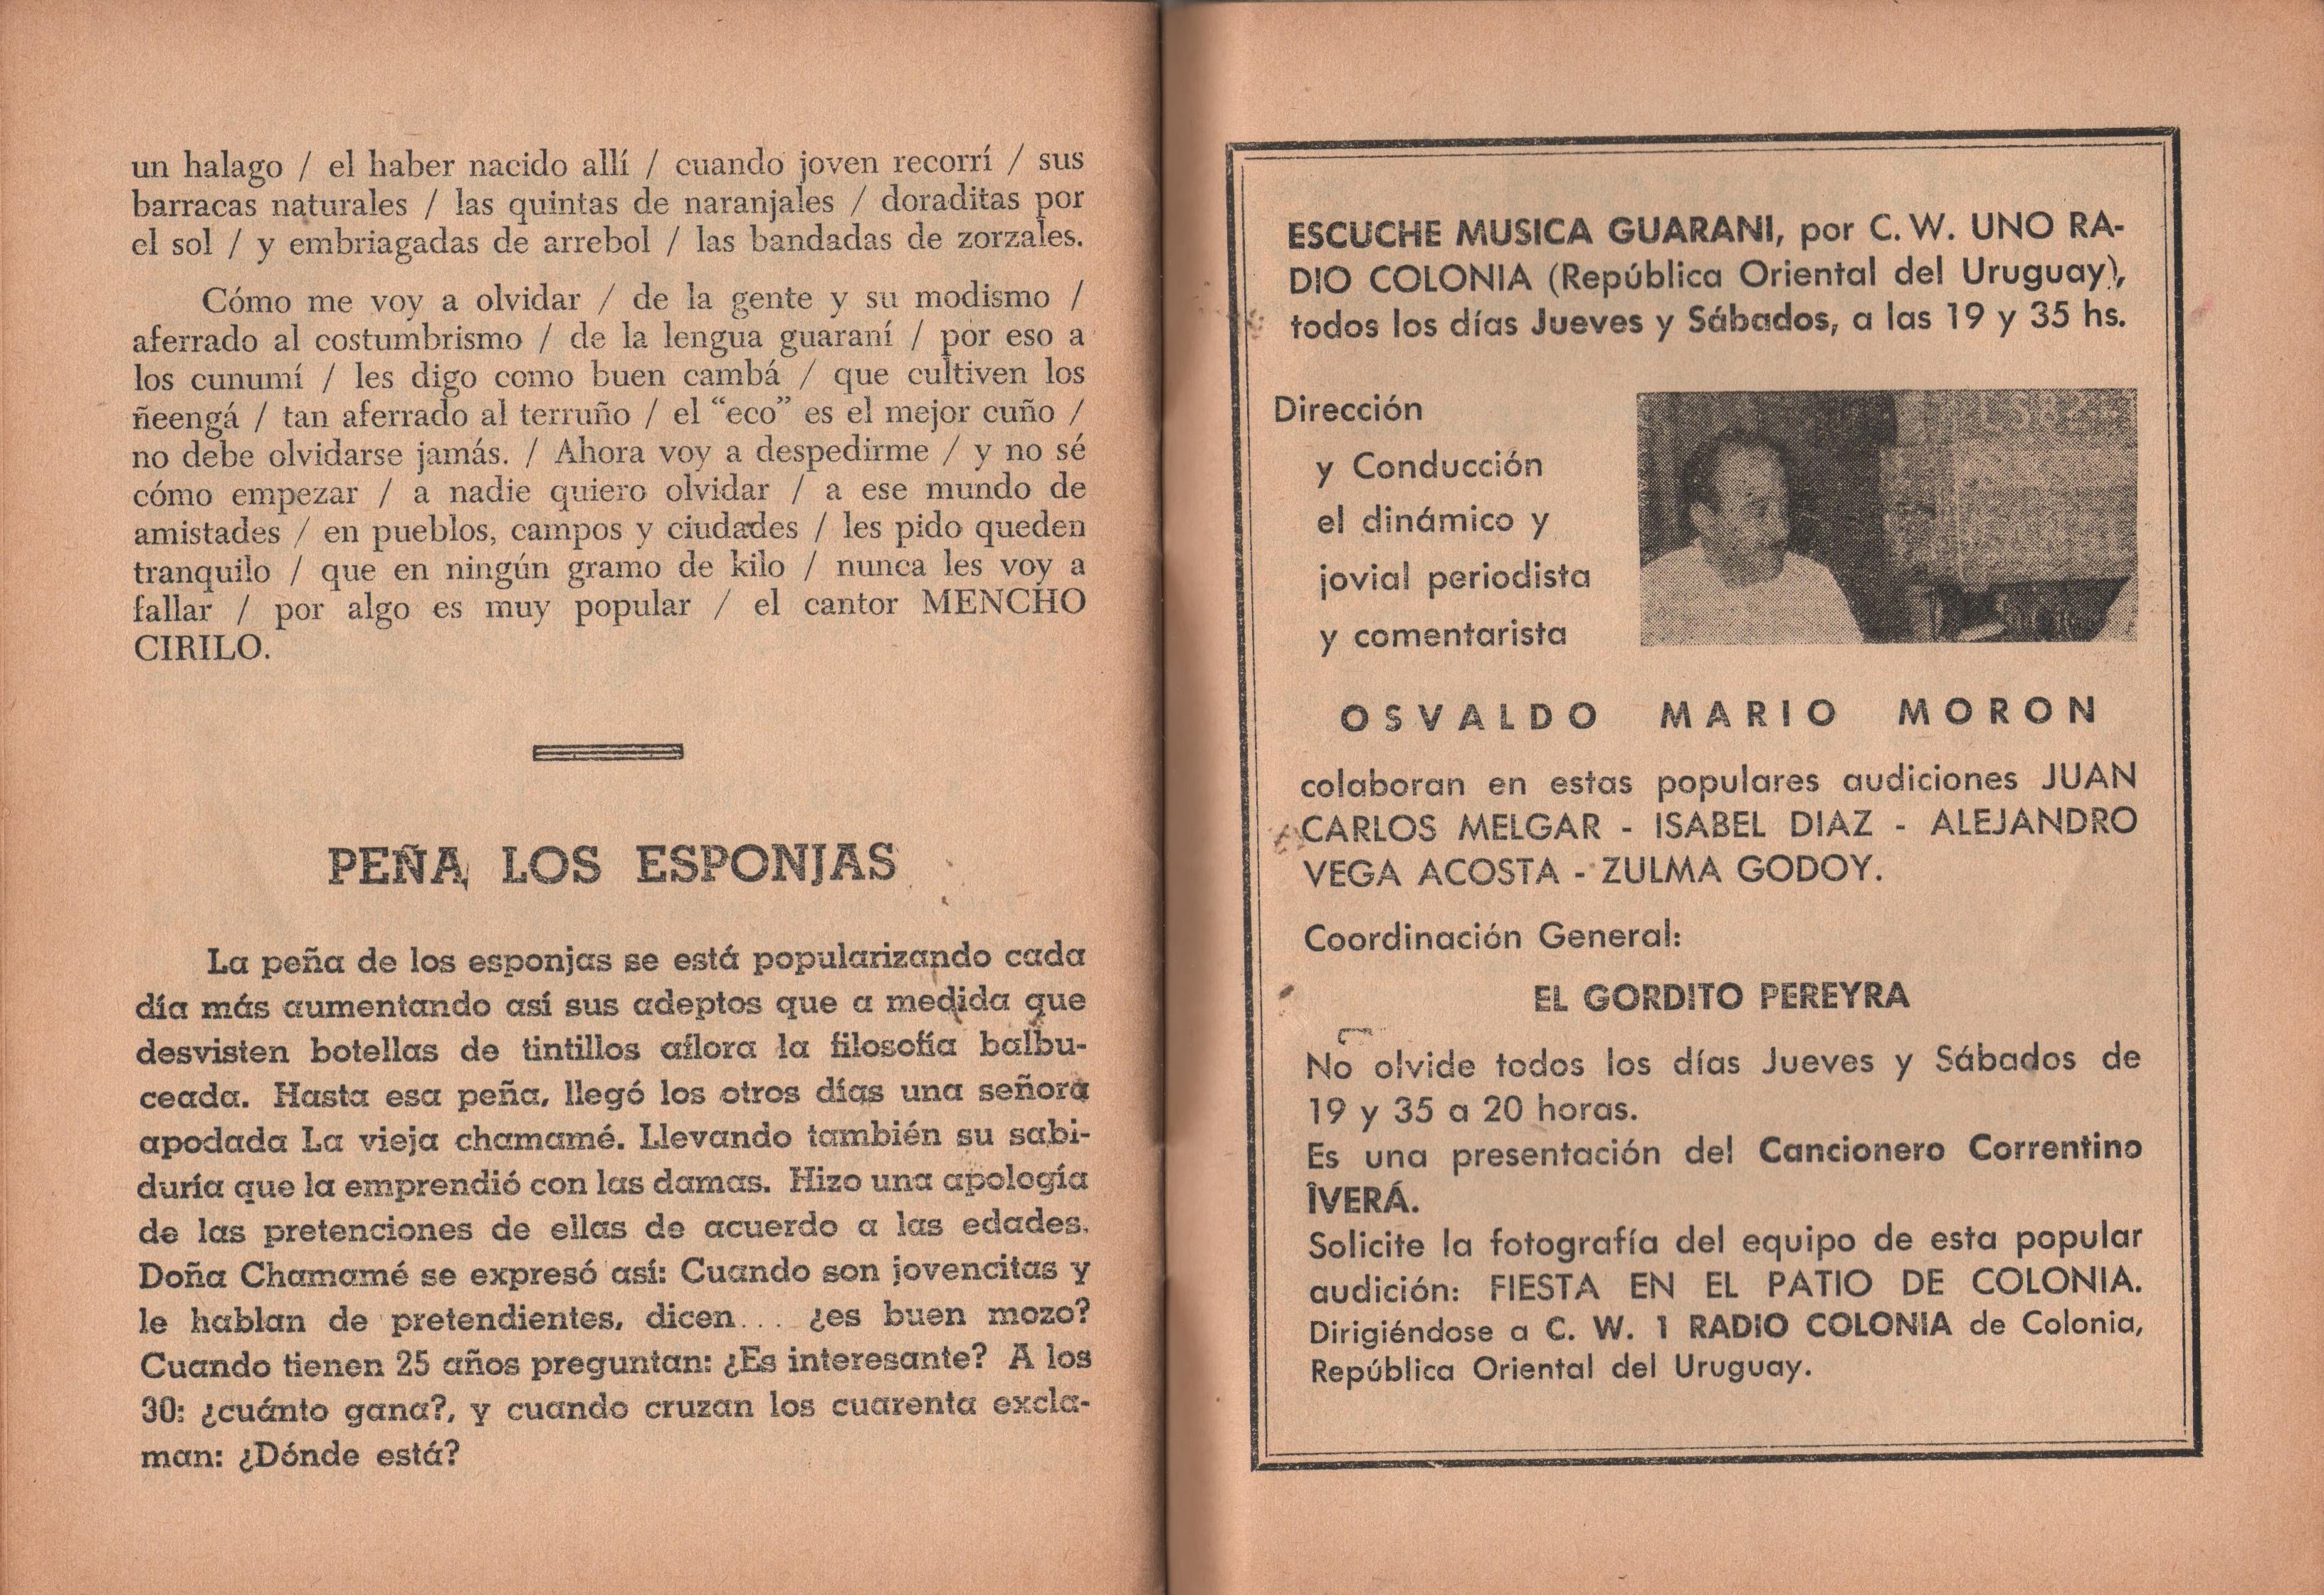 un halago / el haber nacido allí / cuando joven recorrí / sus
barracas naturales / las quintas de naranjales / doraditas por
el sol / y embriagadas de arrebol / las bandadas de zorzales.
Cómo me voy a olvidar / de la gente y su modismo /
aferrado al costumbrismo / de la lengua guaraní / por eso a
los cunumí / les digo como buen cambá / que cultiven los
ñeengá / tan aferrado al terruño / el “eco” es el mejor cuño /
no debe olvidarse jamás. / Ahora voy a despedirme / y no sé
cómo empezar / a nadie quiero olvidar / a ese mundo de
amistades / en pueblos, campos y ciudades / les pido queden
tranquilo / que en ningún gramo de kilo / nunca les voy a
fallar / por algo es muy popular / el cantor MENCHO
CIRILO.
PEÑA LOS ESPONJAS
La peña de los esponjas se está popularizando cada
día más aumentando así sus adeptos que a medida que
desvisten botellas de tintillos aflora la filosofía balbu-
ceada. Hasta esa peña, llegó los otros días una señora
apodada La vieja chamamé. Llevando también su sabi-
duría que la emprendió con las damas. Hizo una apología
de las pretenciones de ellas de acuerdo a las edades.
Doña Chamamé se expresó así: Cuando son jovencitas y
le hablan de pretendientes, dicen... ¿es buen mozo?
Cuando tienen 25 años preguntan: ¿Es interesante? A los
30: ¿cuánto gana?, y cuando cruzan los cuarenta excla-
man: ¿Dónde está?
ESCUCHE MUSICA GUARANI, por C. W. UNO RA-
DIO COLONIA (República Oriental del Uruguay),
todos los días Jueves y Sábados, a las 19 y 35 hs.
Dirección
y Conducción
el dinámico y
jovial periodista
y comentarista
OSVALDO MARIO MORON
colaboran en estas populares audiciones JUAN
CARLOS MELGAR - ISABEL DIAZ - ALEJANDRO
VEGA ACOSTA - ZULMA GODOY.
Coordinación General:
EL GORDITO PEREYRA
No olvide todos los días Jueves y Sábados de
19 y 35 a 20 horas.
Es una presentación del Cancionero Correntino
ÎVERÁ.
Solicite la fotografía del equipo de esta popular
audición: FIESTA EN EL PATIO DE COLONIA.
Dirigiéndose a C. W. 1 RADIO COLONIA de Colonia,
República Oriental del Uruguay.